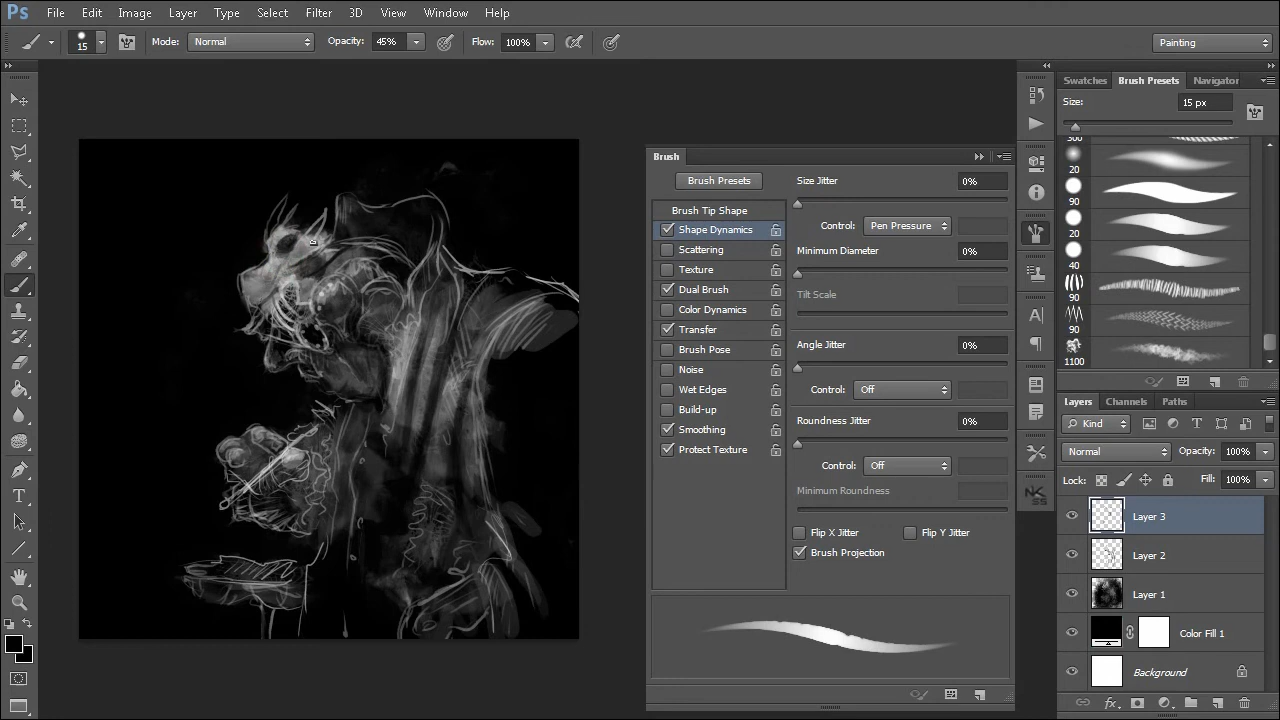 Ps File Edit Image Layer Type Select Filter 3D View Window Help
15 Mode: Normal Opacity: 45% Flow: 100% Painting
Brush
Brush Presets
Brush Tip Shape
Shape Dynamics
Scattering
Texture
Dual Brush
Color Dynamics
Transfer
Brush Pose
Noise
Wet Edges
Build-up
Smoothing
Protect Texture
Size Jitter 0%
Control: Pen Pressure
Minimum Diameter 0%
Tilt Scale
Angle Jitter 0%
Control: Off
Roundness Jitter 0%
Control: Off
Minimum Roundness
Flip X Jitter Flip Y Jitter
Brush Projection
Swatches Brush Presets Navigator
Size: 15 px
300
20
90
20
40
90
90
1100
Layers Channels Paths
Kind
Normal Opacity: 100%
Lock: Fill: 100%
Layer 3
Layer 2
Layer 1
Color Fill 1
Background